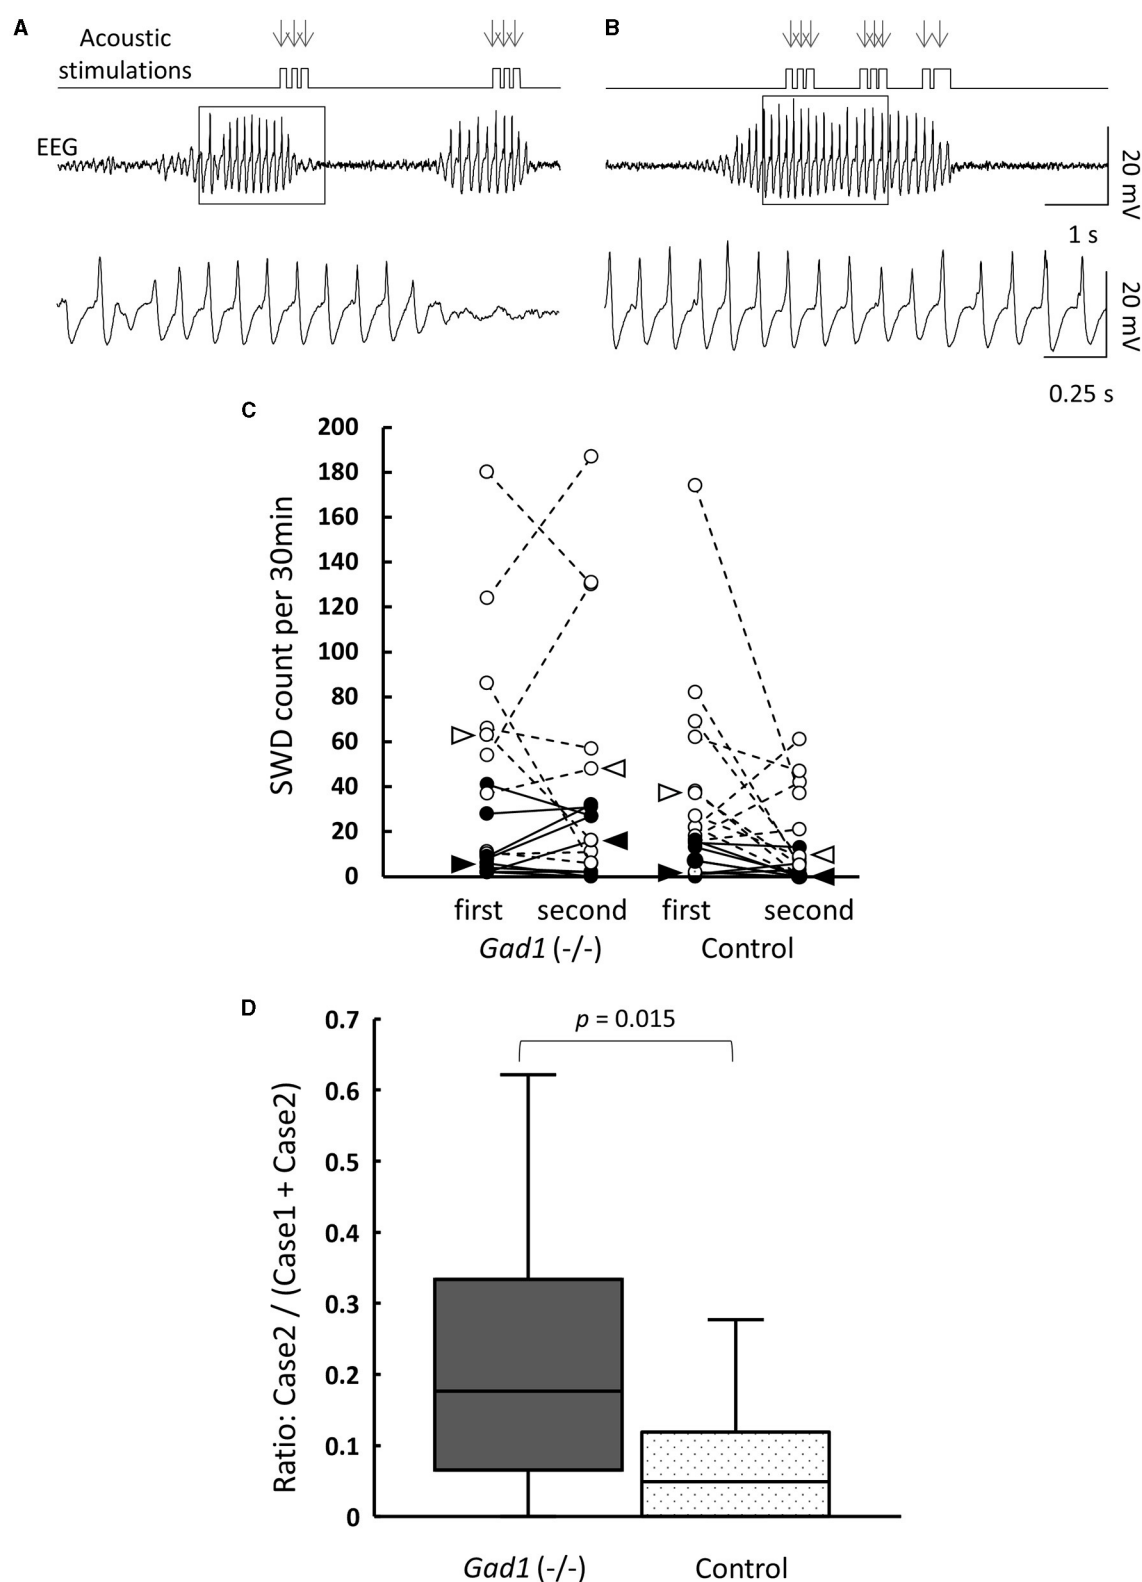 A
B
Acoustic
stimulations
EEG
20 mV
1 s
20 mV
0.25 s
C
SWD count per 30min
200
180
160
140
120
100
80
60
40
20
0
first second first second
Gad1 (-/-) Control
D
Ratio: Case2 / (Case1 + Case2)
p = 0.015
0.7
0.6
0.5
0.4
0.3
0.2
0.1
0
Gad1 (-/-) Control